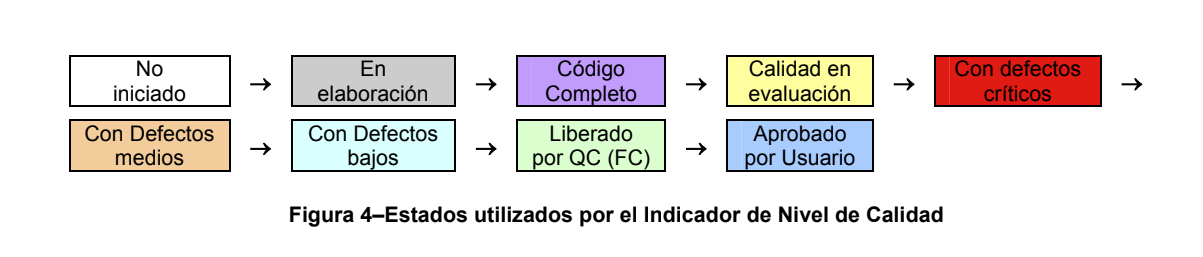 No
iniciado
→
En
elaboración
→
Código
Completo
→
Calidad en
evaluación
→
Con defectos
críticos
→
Con Defectos
medios
→
Con Defectos
bajos
→
Liberado
por QC (FC)
→
Aprobado
por Usuario
Figura 4–Estados utilizados por el Indicador de Nivel de Calidad